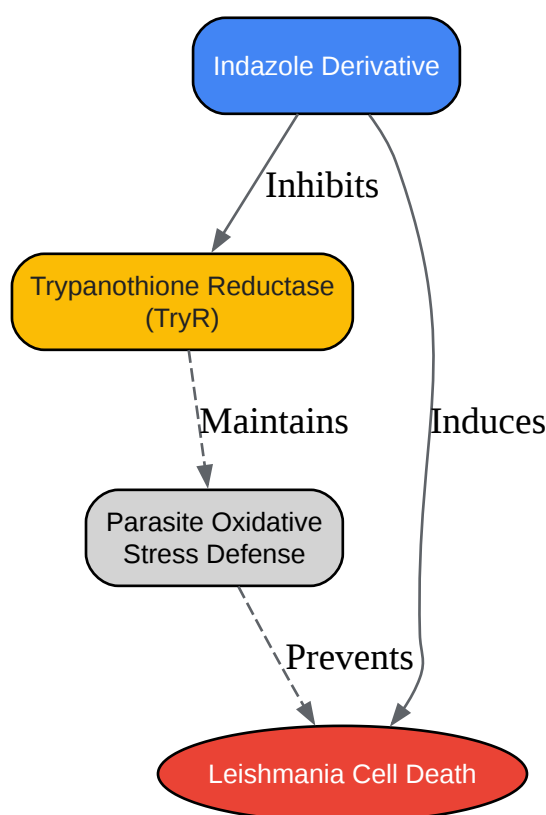 Indazole Derivative
Inhibits
Trypanothione Reductase
(TryR)
Maintains
Induces
Parasite Oxidative
Stress Defense
Prevents
Leishmania Cell Death